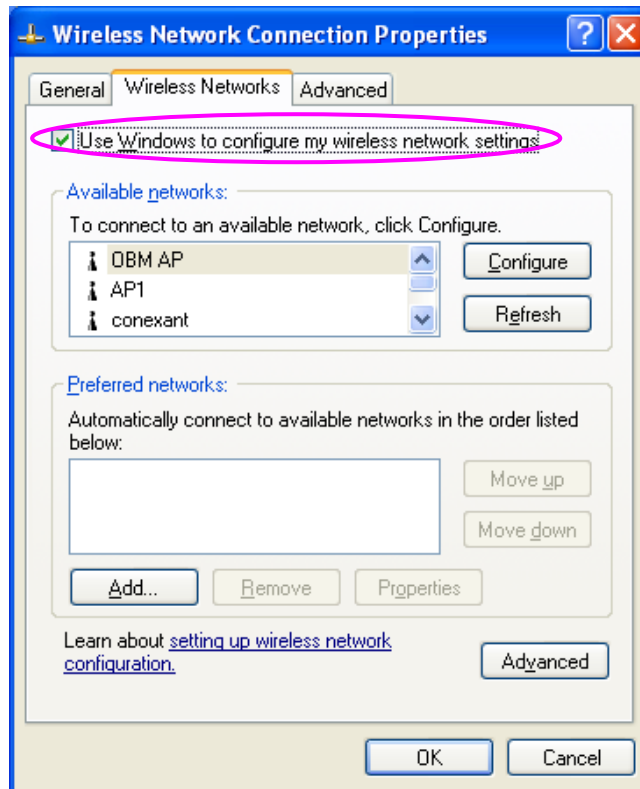 Wireless Network Connection Properties
General Wireless Networks Advanced
Use Windows to configure my wireless network settings
Available networks:
To connect to an available network, click Configure.
OBM AP
AP1
conexant
Configure
Refresh
Preferred networks:
Automatically connect to available networks in the order listed
below:
Move up
Move down
Add... Remove Properties
Learn about setting up wireless network
configuration.
Advanced
OK Cancel